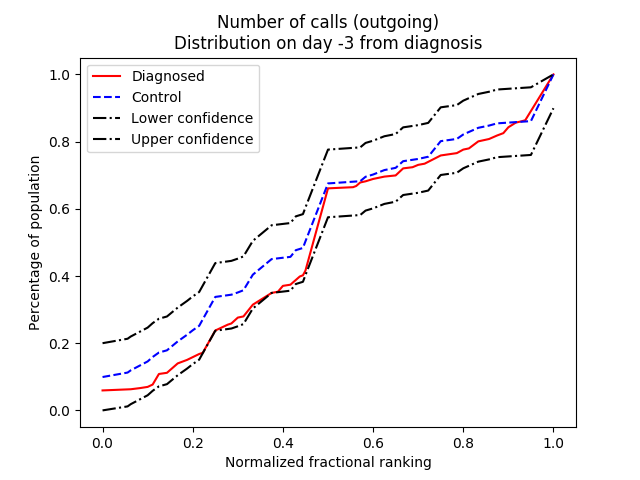 Number of calls (outgoing)
Distribution on day -3 from diagnosis
Diagnosed
Control
Lower confidence
Upper confidence
1.0
0.8
0.6
0.4
0.2
0.0
Percentage of population
0.0 0.2 0.4 0.6 0.8 1.0
Normalized fractional ranking